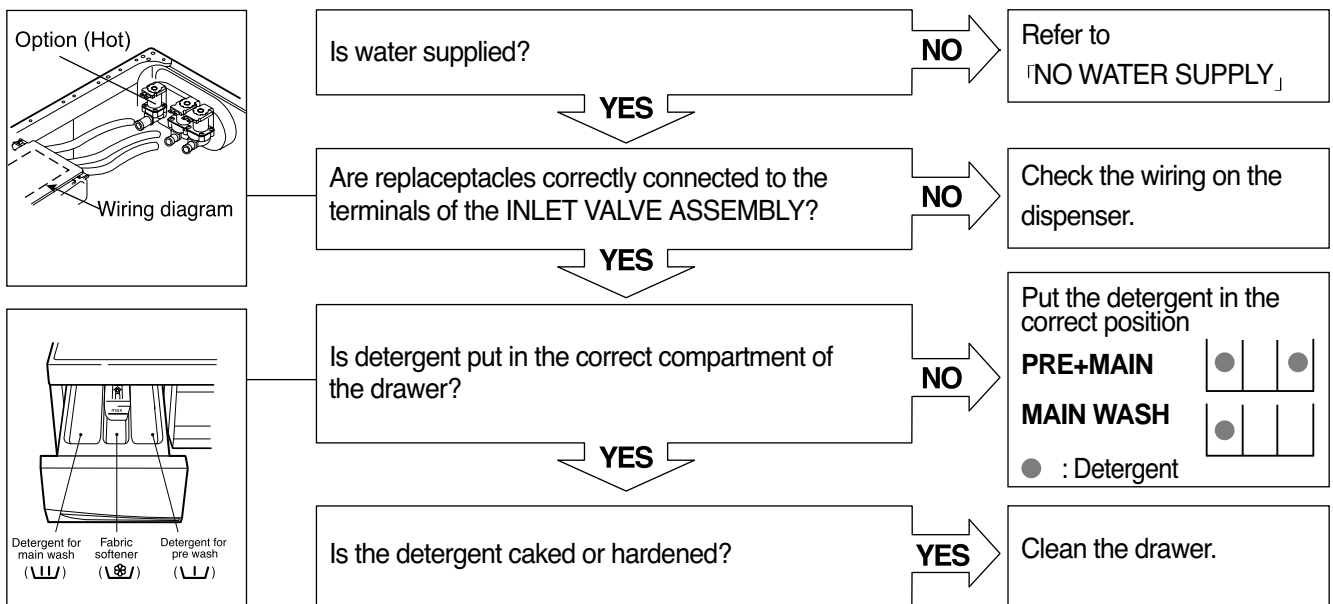 Option (Hot)
Wiring diagram
Is water supplied?
NO
Refer to
「NO WATER SUPPLY」
YES
Are replaceptacles correctly connected to the
terminals of the INLET VALVE ASSEMBLY?
NO
Check the wiring on the
dispenser.
YES
max
Detergent for
main wash
Fabric
softener
Detergent for
pre wash
Is detergent put in the correct compartment of
the drawer?
NO
Put the detergent in the
correct position
PRE+MAIN
MAIN WASH
: Detergent
YES
Is the detergent caked or hardened?
YES
Clean the drawer.